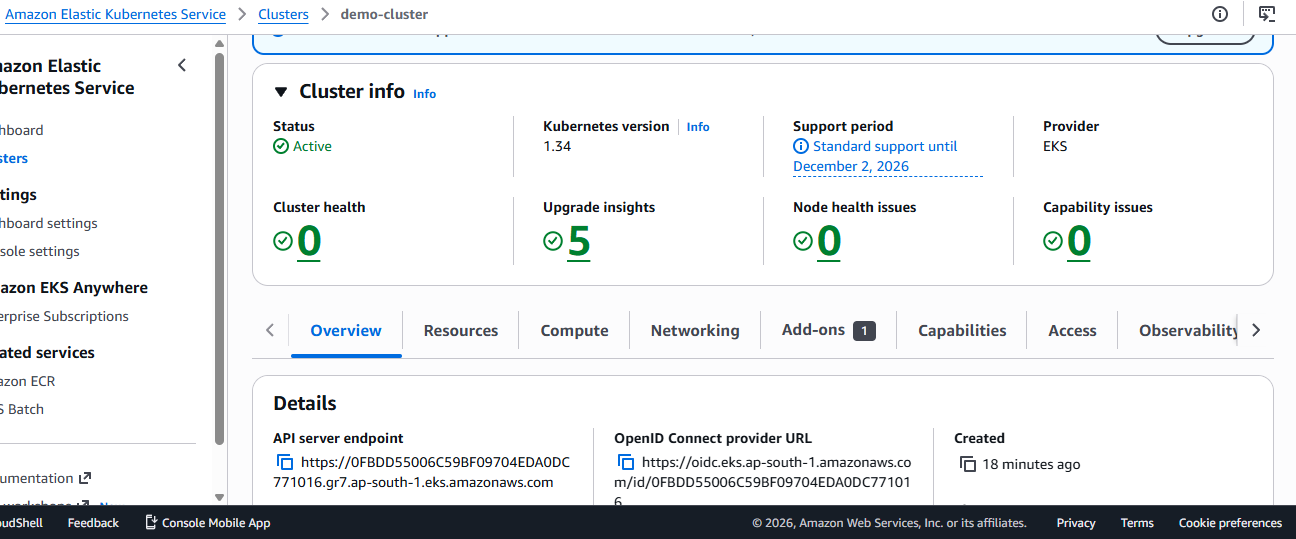 Amazon Elastic Kubernetes Service > Clusters > demo-cluster
azon Elastic
bernetes Service
hboard
sters
tings
hboard settings
sole settings
azon EKS Anywhere
erprise Subscriptions
ated services
azon ECR
S Batch
umentation
Cluster info Info
Status
Active
Kubernetes version Info
1.34
Support period
Standard support until
December 2, 2026
Provider
EKS
Cluster health
0
Upgrade insights
5
Node health issues
0
Capability issues
0
Overview Resources Compute Networking Add-ons 1 Capabilities Access Observability
Details
API server endpoint
https://0FBDD55006C59BF09704EDA0DC
771016.gr7.ap-south-1.eks.amazonaws.com
OpenID Connect provider URL
https://oidc.eks.ap-south-1.amazonaws.co
m/id/0FBDD55006C59BF09704EDA0DC77101
6
Created
18 minutes ago
oudShell Feedback Console Mobile App © 2026, Amazon Web Services, Inc. or its affiliates. Privacy Terms Cookie preferences